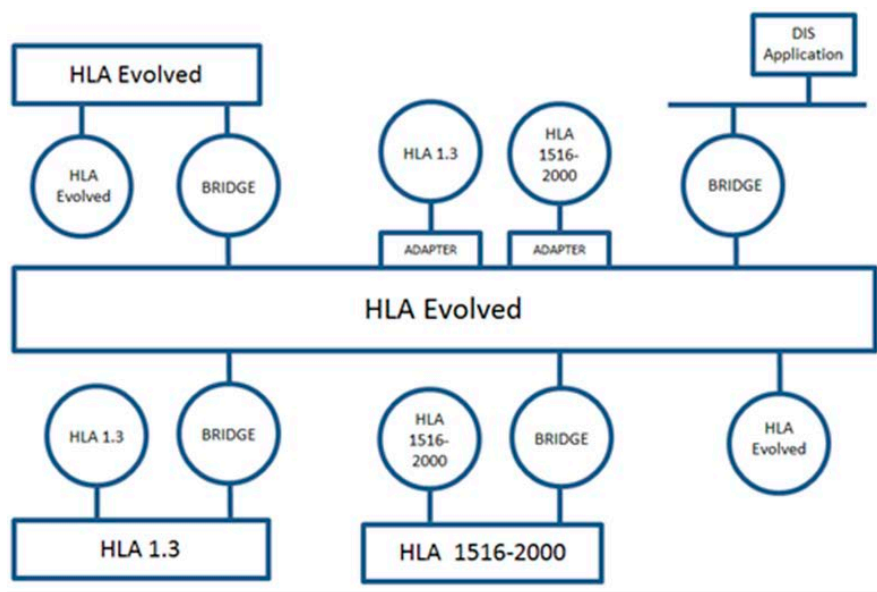 DIS
Application
HLA Evolved
HLA
Evolved
BRIDGE
HLA 1.3
HLA
1516-
2000
BRIDGE
ADAPTER
ADAPTER
HLA Evolved
HLA 1.3
BRIDGE
HLA
1516-
2000
BRIDGE
HLA
Evolved
HLA 1.3
HLA 1516-2000